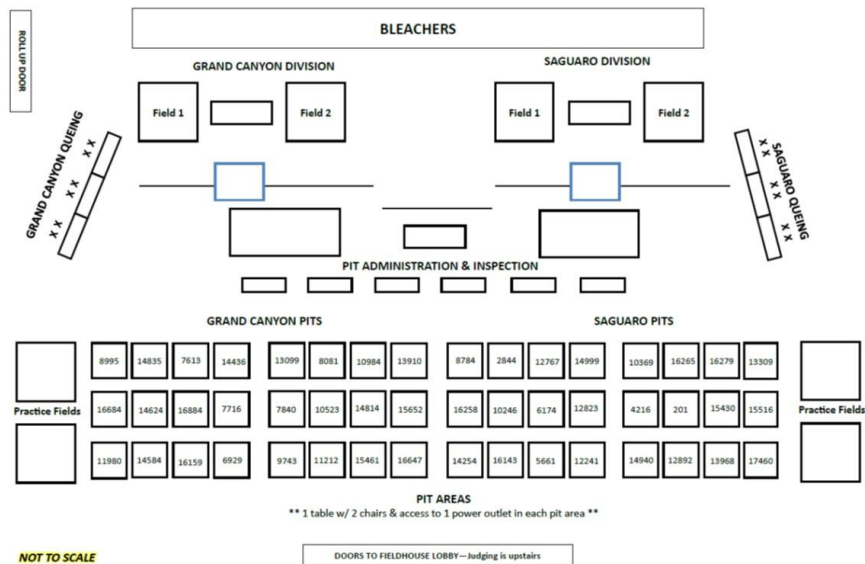 BLEACHERS
ROLL UP DOOR
GRAND CANYON DIVISION
SAGUARO DIVISION
Field 1
Field 2
Field 1
Field 2
GRAND CANYON QUEING
X X
X X
X X
SAGUARO QUEING
X X
X X
X X
PIT ADMINISTRATION & INSPECTION
GRAND CANYON PITS
SAGUARO PITS
8995 14835 7613 14436 13099 8081 10984 13910 8784 2844 12767 14999 10369 16265 16279 13309
Practice Fields 16684 14624 16884 7716 7840 10523 14814 15652 16258 10246 6174 12823 4216 201 15430 15516 Practice Fields
11980 14584 16159 6929 9743 11212 15461 16647 14254 16143 5661 12241 14940 12892 13968 17460
PIT AREAS
** 1 table w/ 2 chairs & access to 1 power outlet in each pit area **
NOT TO SCALE
DOORS TO FIELDHOUSE LOBBY—Judging is upstairs